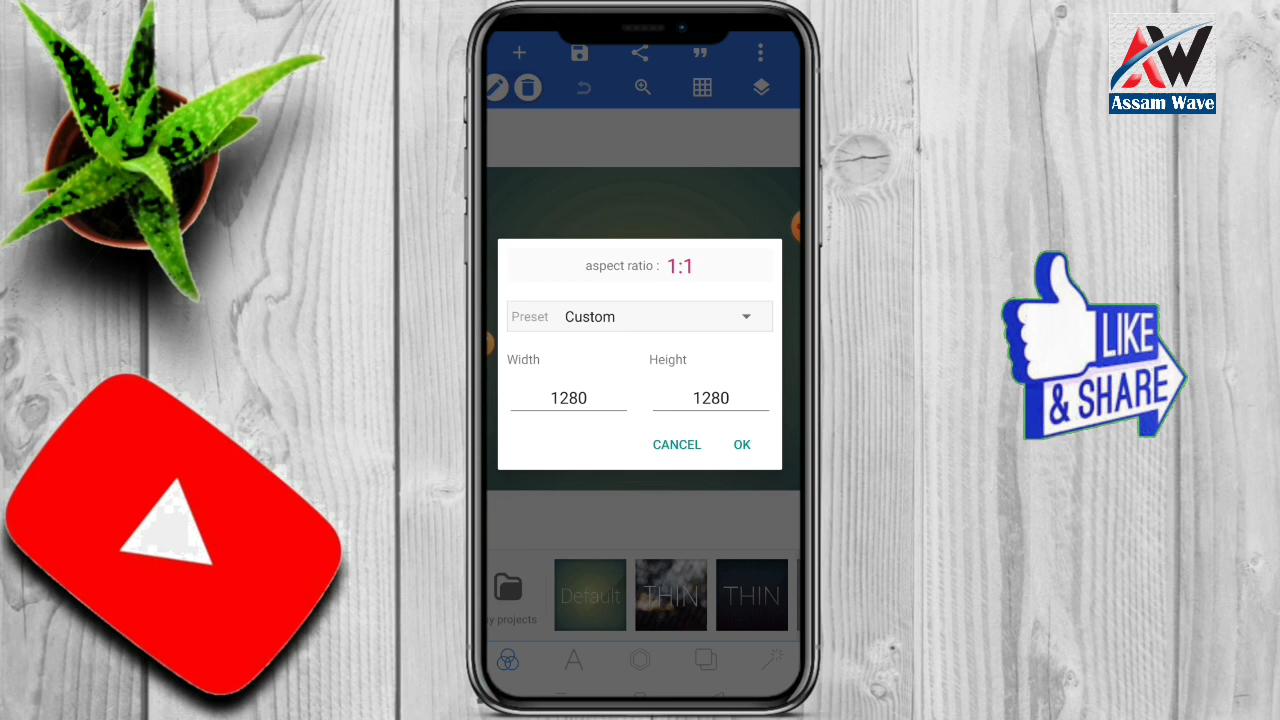 Assam Wave
aspect ratio : 1:1
Preset Custom
Width Height
1280 1280
CANCEL OK
LIKE
& SHARE
y projects
Default
THIN
THIN